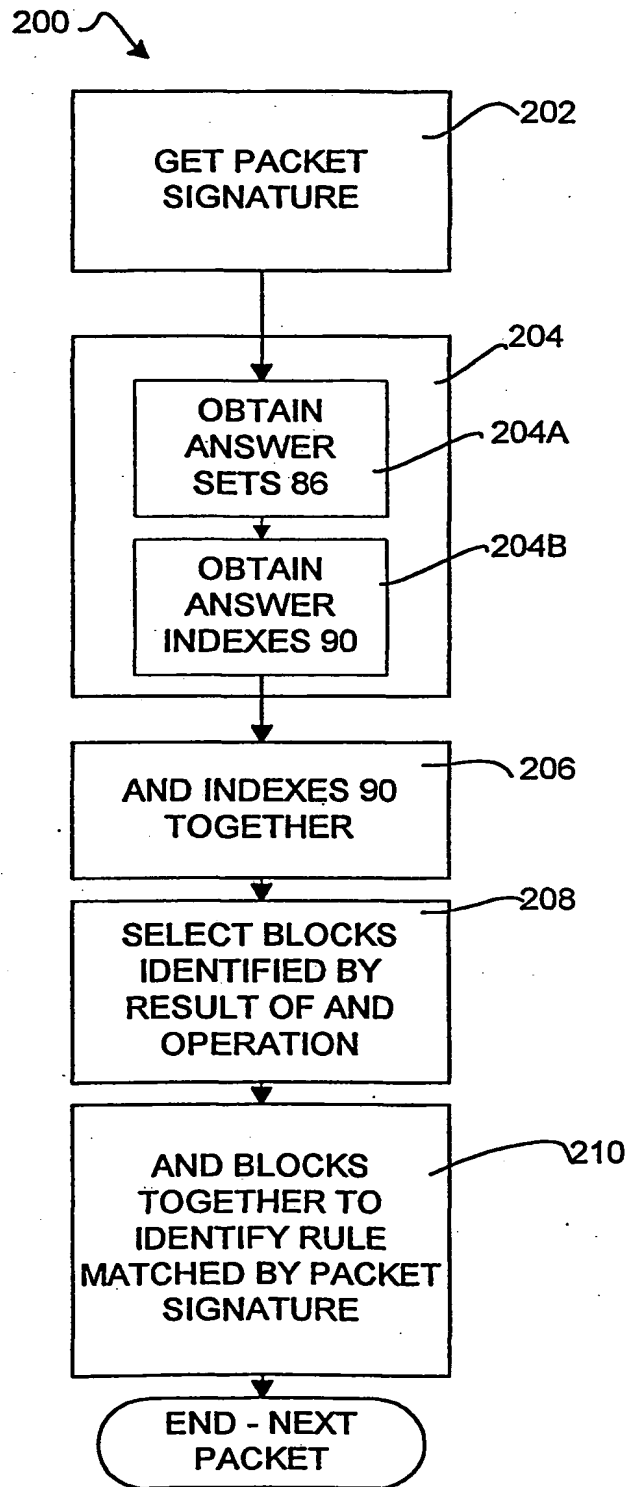 200
202
GET PACKET
SIGNATURE
204
OBTAIN
ANSWER
SETS 86
204A
204B
OBTAIN
ANSWER
INDEXES 90
206
AND INDEXES 90
TOGETHER
208
SELECT BLOCKS
IDENTIFIED BY
RESULT OF AND
OPERATION
210
AND BLOCKS
TOGETHER TO
IDENTIFY RULE
MATCHED BY PACKET
SIGNATURE
END - NEXT
PACKET